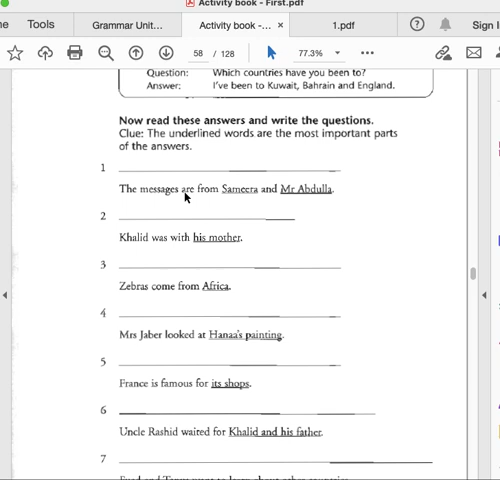 Activity book - First.pdf
Tools
Grammar Unit...
Activity book -... ×
1.pdf
Sign I
58 / 128
77.3%
Question: Which countries have you been to?
Answer: I've been to Kuwait, Bahrain and England.
Now read these answers and write the questions.
Clue: The underlined words are the most important parts
of the answers.
1
The messages are from Sameera and Mr Abdulla.
2
Khalid was with his mother.
3
Zebras come from Africa.
4
Mrs Jaber looked at Hanaa's painting.
5
France is famous for its shops.
6
Uncle Rashid waited for Khalid and his father.
7